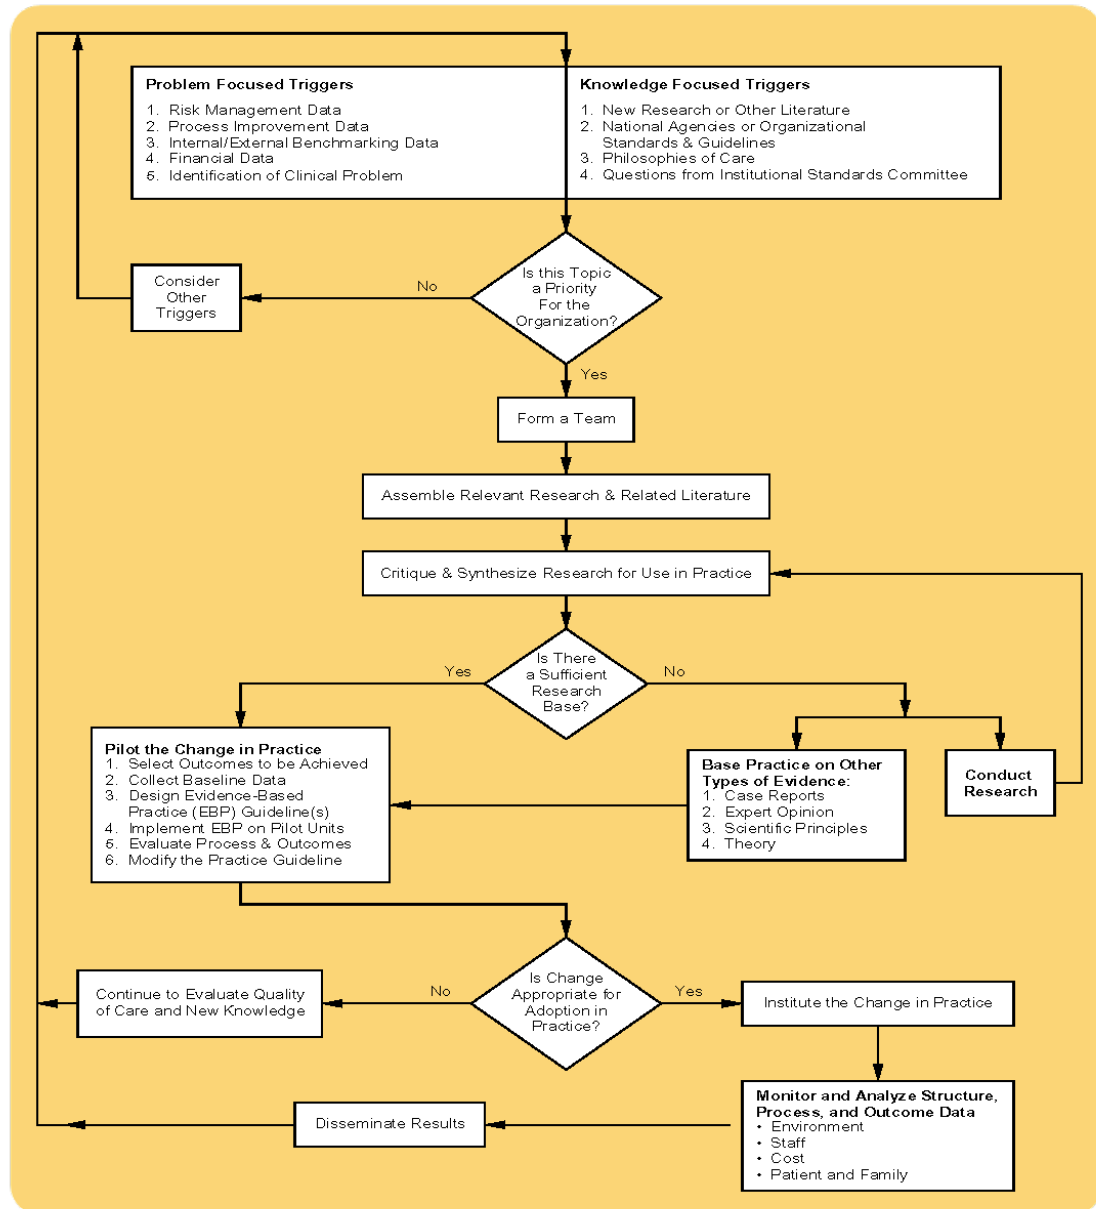 Problem Focused Triggers
1. Risk Management Data
2. Process Improvement Data
3. Internal/External Benchmarking Data
4. Financial Data
5. Identification of Clinical Problem
Knowledge Focused Triggers
1. New Research or Other Literature
2. National Agencies or Organizational
Standards & Guidelines
3. Philosophies of Care
4. Questions from Institutional Standards Committee
Consider
Other
Triggers
No
Is this Topic
a Priority
For the
Organization?
Yes
Form a Team
Assemble Relevant Research & Related Literature
Critique & Synthesize Research for Use in Practice
Yes
Is There
a Sufficient
Research
Base?
No
Pilot the Change in Practice
1. Select Outcomes to be Achieved
2. Collect Baseline Data
3. Design Evidence-Based
Practice (EBP) Guideline(s)
4. Implement EBP on Pilot Units
5. Evaluate Process & Outcomes
6. Modify the Practice Guideline
Base Practice on Other
Types of Evidence:
1. Case Reports
2. Expert Opinion
3. Scientific Principles
4. Theory
Conduct
Research
Continue to Evaluate Quality
of Care and New Knowledge
No
Is Change
Appropriate for
Adoption in
Practice?
Yes
Institute the Change in Practice
Disseminate Results
Monitor and Analyze Structure,
Process, and Outcome Data
• Environment
• Staff
• Cost
• Patient and Family